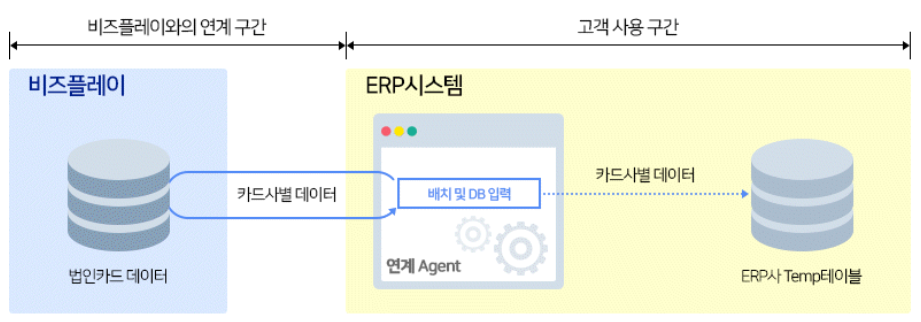 비즈플레이와의 연계 구간
고객 사용 구간
비즈플레이
ERP시스템
카드사별 데이터
배치 및 DB 입력
카드사별 데이터
연계 Agent
법인카드 데이터
ERP사 Temp테이블